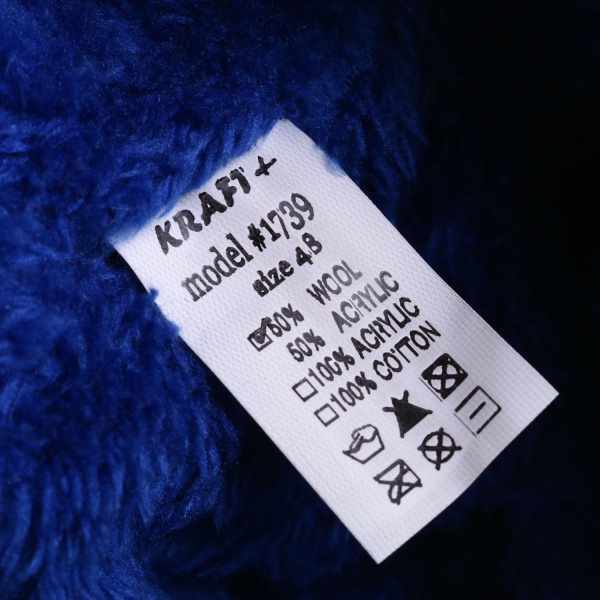 KRAFT+
model #1739
size 48
50% WOOL
50% ACRYLIC
100% ACRYLIC
100% COTTON